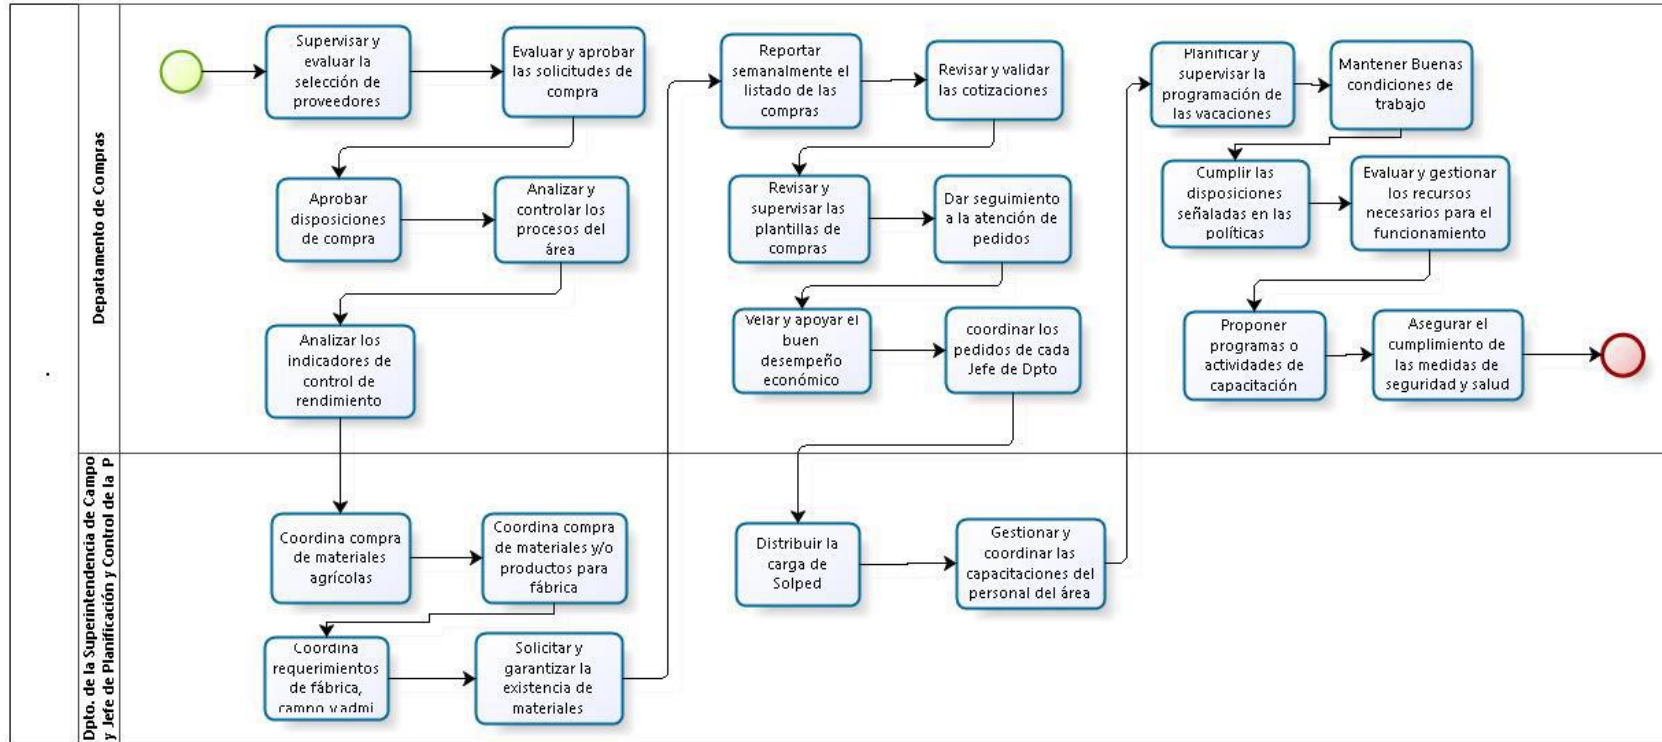 Departamento de Compras
Supervisar y
evaluar la
selección de
proveedores
Evaluar y aprobar
las solicitudes de
compra
Aprobar
disposiciones
de compra
Analizar y
controlar los
procesos del
área
Analizar los
indicadores de
control de
rendimiento
Reportar
semanalmente el
listado de las
compras
Revisar y validar
las cotizaciones
Revisar y
supervisar las
plantillas de
compras
Dar seguimiento
a la atención de
pedidos
Velar y apoyar el
buen
desempeño
económico
coordinar los
pedidos de cada
Jefe de Dpto
Planificar y
supervisar la
programación de
las vacaciones
Mantener Buenas
condiciones de
trabajo
Cumplir las
disposiciones
señaladas en las
políticas
Evaluar y gestionar
los recursos
necesarios para el
funcionamiento
Proponer
programas o
actividades de
capacitación
Asegurar el
cumplimiento de
las medidas de
seguridad y salud
Dpto. de la Superintendencia de Campo
y Jefe de Planificación y Control de la P
Coordina compra
de materiales
agrícolas
Coordina compra
de materiales y/o
productos para
fábrica
Coordina
requerimientos
de fábrica,
campo y admi
Solicitar y
garantizar la
existencia de
materiales
Distribuir la
carga de
Solped
Gestionar y
coordinar las
capacitaciones del
personal del área